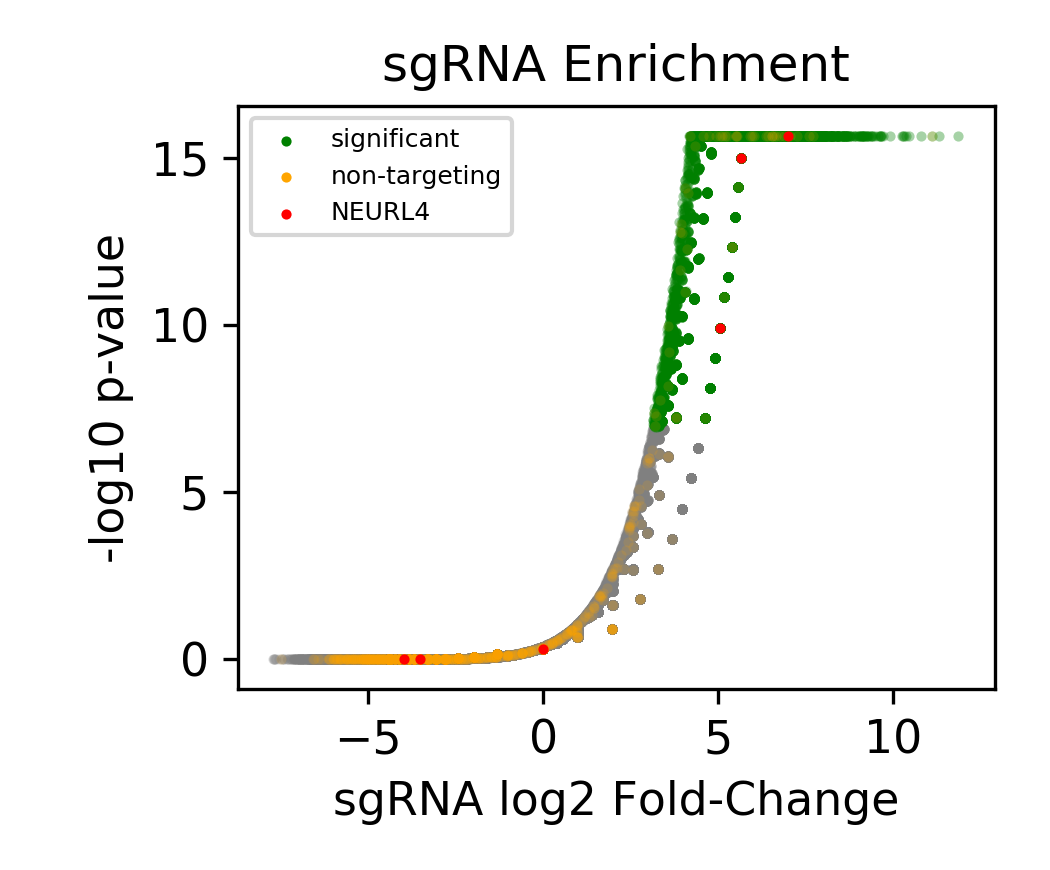 sgRNA Enrichment
significant
non-targeting
NEURL4
15
10
5
0
-log10 p-value
−5 0 5 10
sgRNA log2 Fold-Change